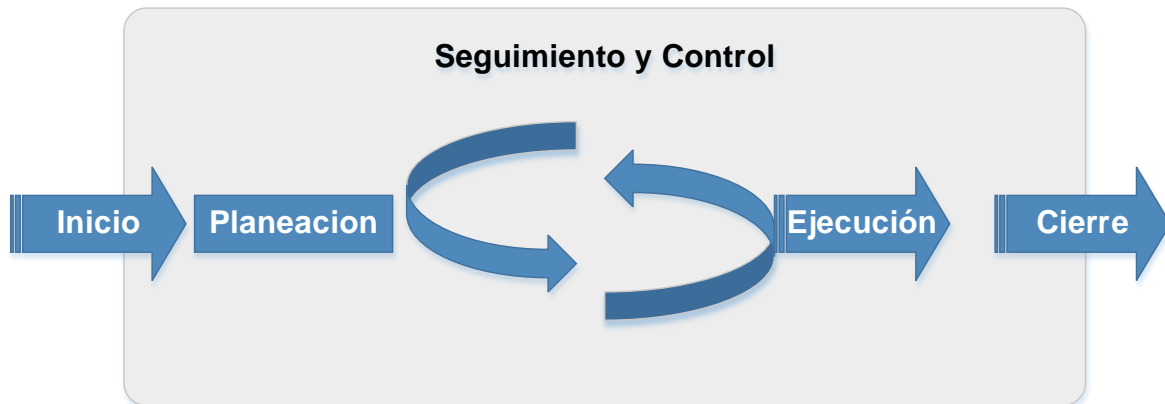 Seguimiento y Control
Inicio
Planeacion
Ejecución
Cierre